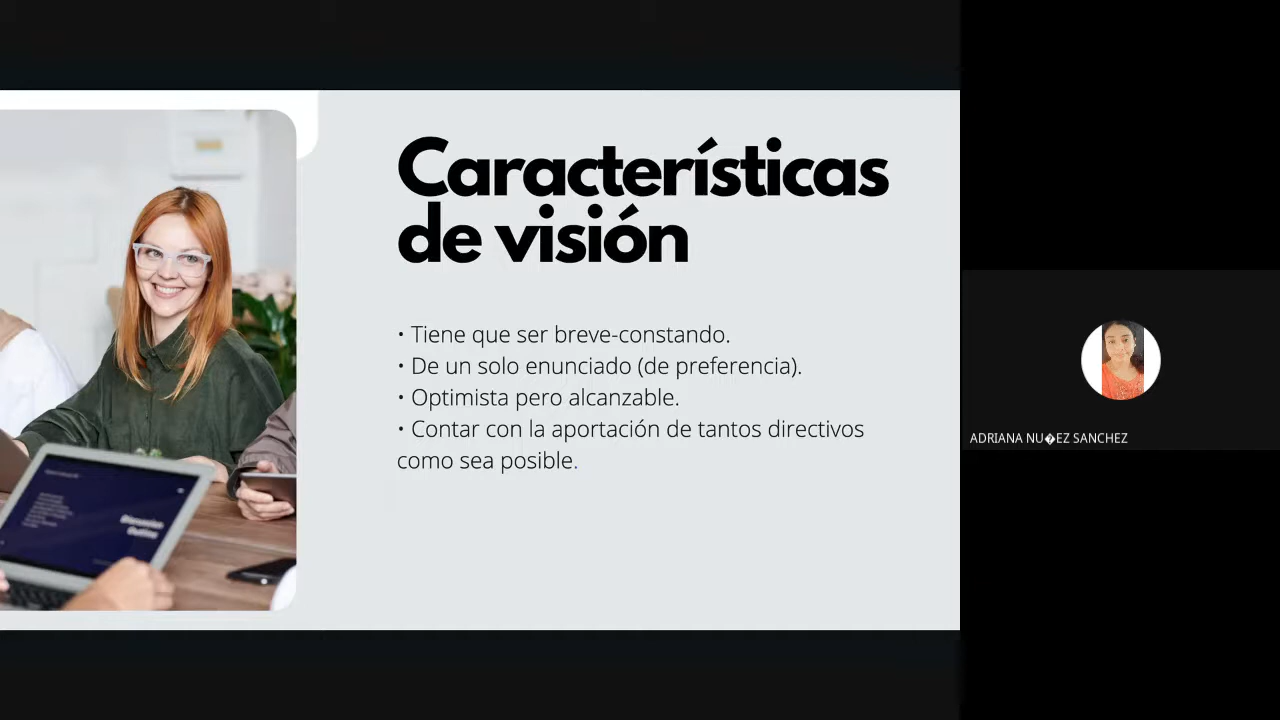 Características
de visión
• Tiene que ser breve-constando.
• De un solo enunciado (de preferencia).
• Optimista pero alcanzable.
• Contar con la aportación de tantos directivos
como sea posible.
ADRIANA NU�EZ SANCHEZ